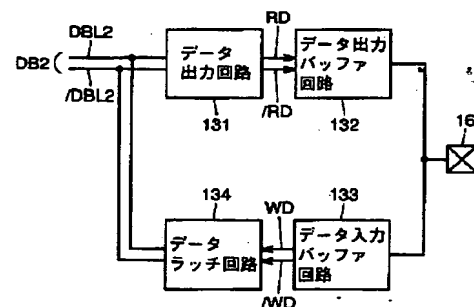 DBL2
DB2
/DBL2
データ
出力回路
131
RD
/RD
データ出力
バッファ
回路
132
16
134
データ
ラッチ回路
WD
/WD
133
データ入力
バッファ
回路